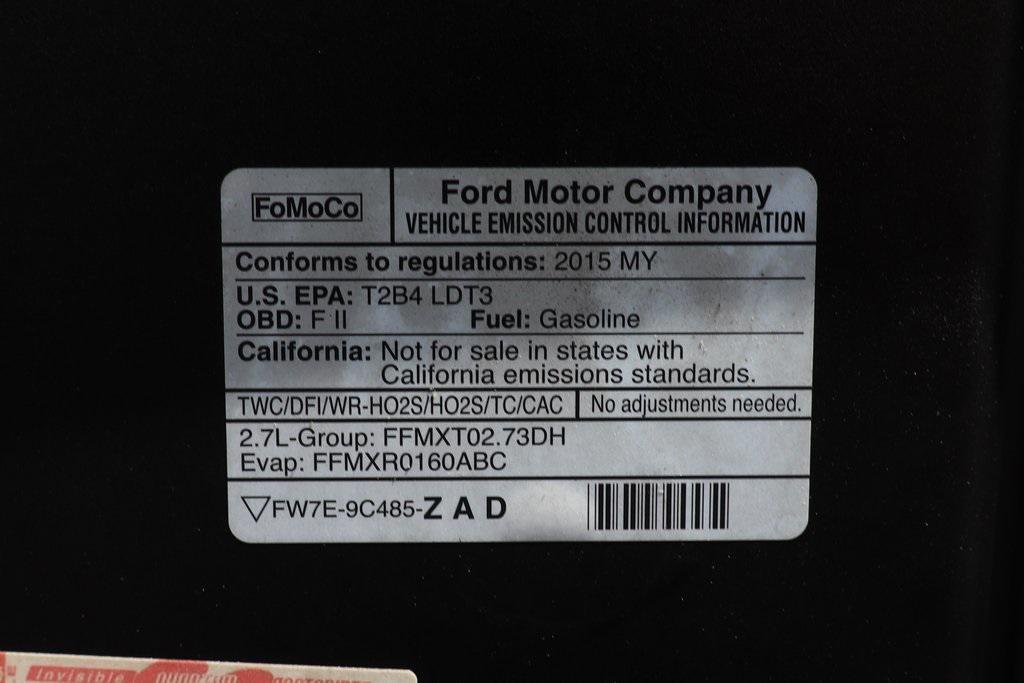 FoMoCo
Ford Motor Company
VEHICLE EMISSION CONTROL INFORMATION
Conforms to regulations: 2015 MY
U.S. EPA: T2B4 LDT3
OBD: F II Fuel: Gasoline
California: Not for sale in states with
California emissions standards.
TWC/DFI/WR-HO2S/HO2S/TC/CAC No adjustments needed.
2.7L-Group: FFMXT02.73DH
Evap: FFMXR0160ABC
FW7E-9C485-Z A D
Invisible